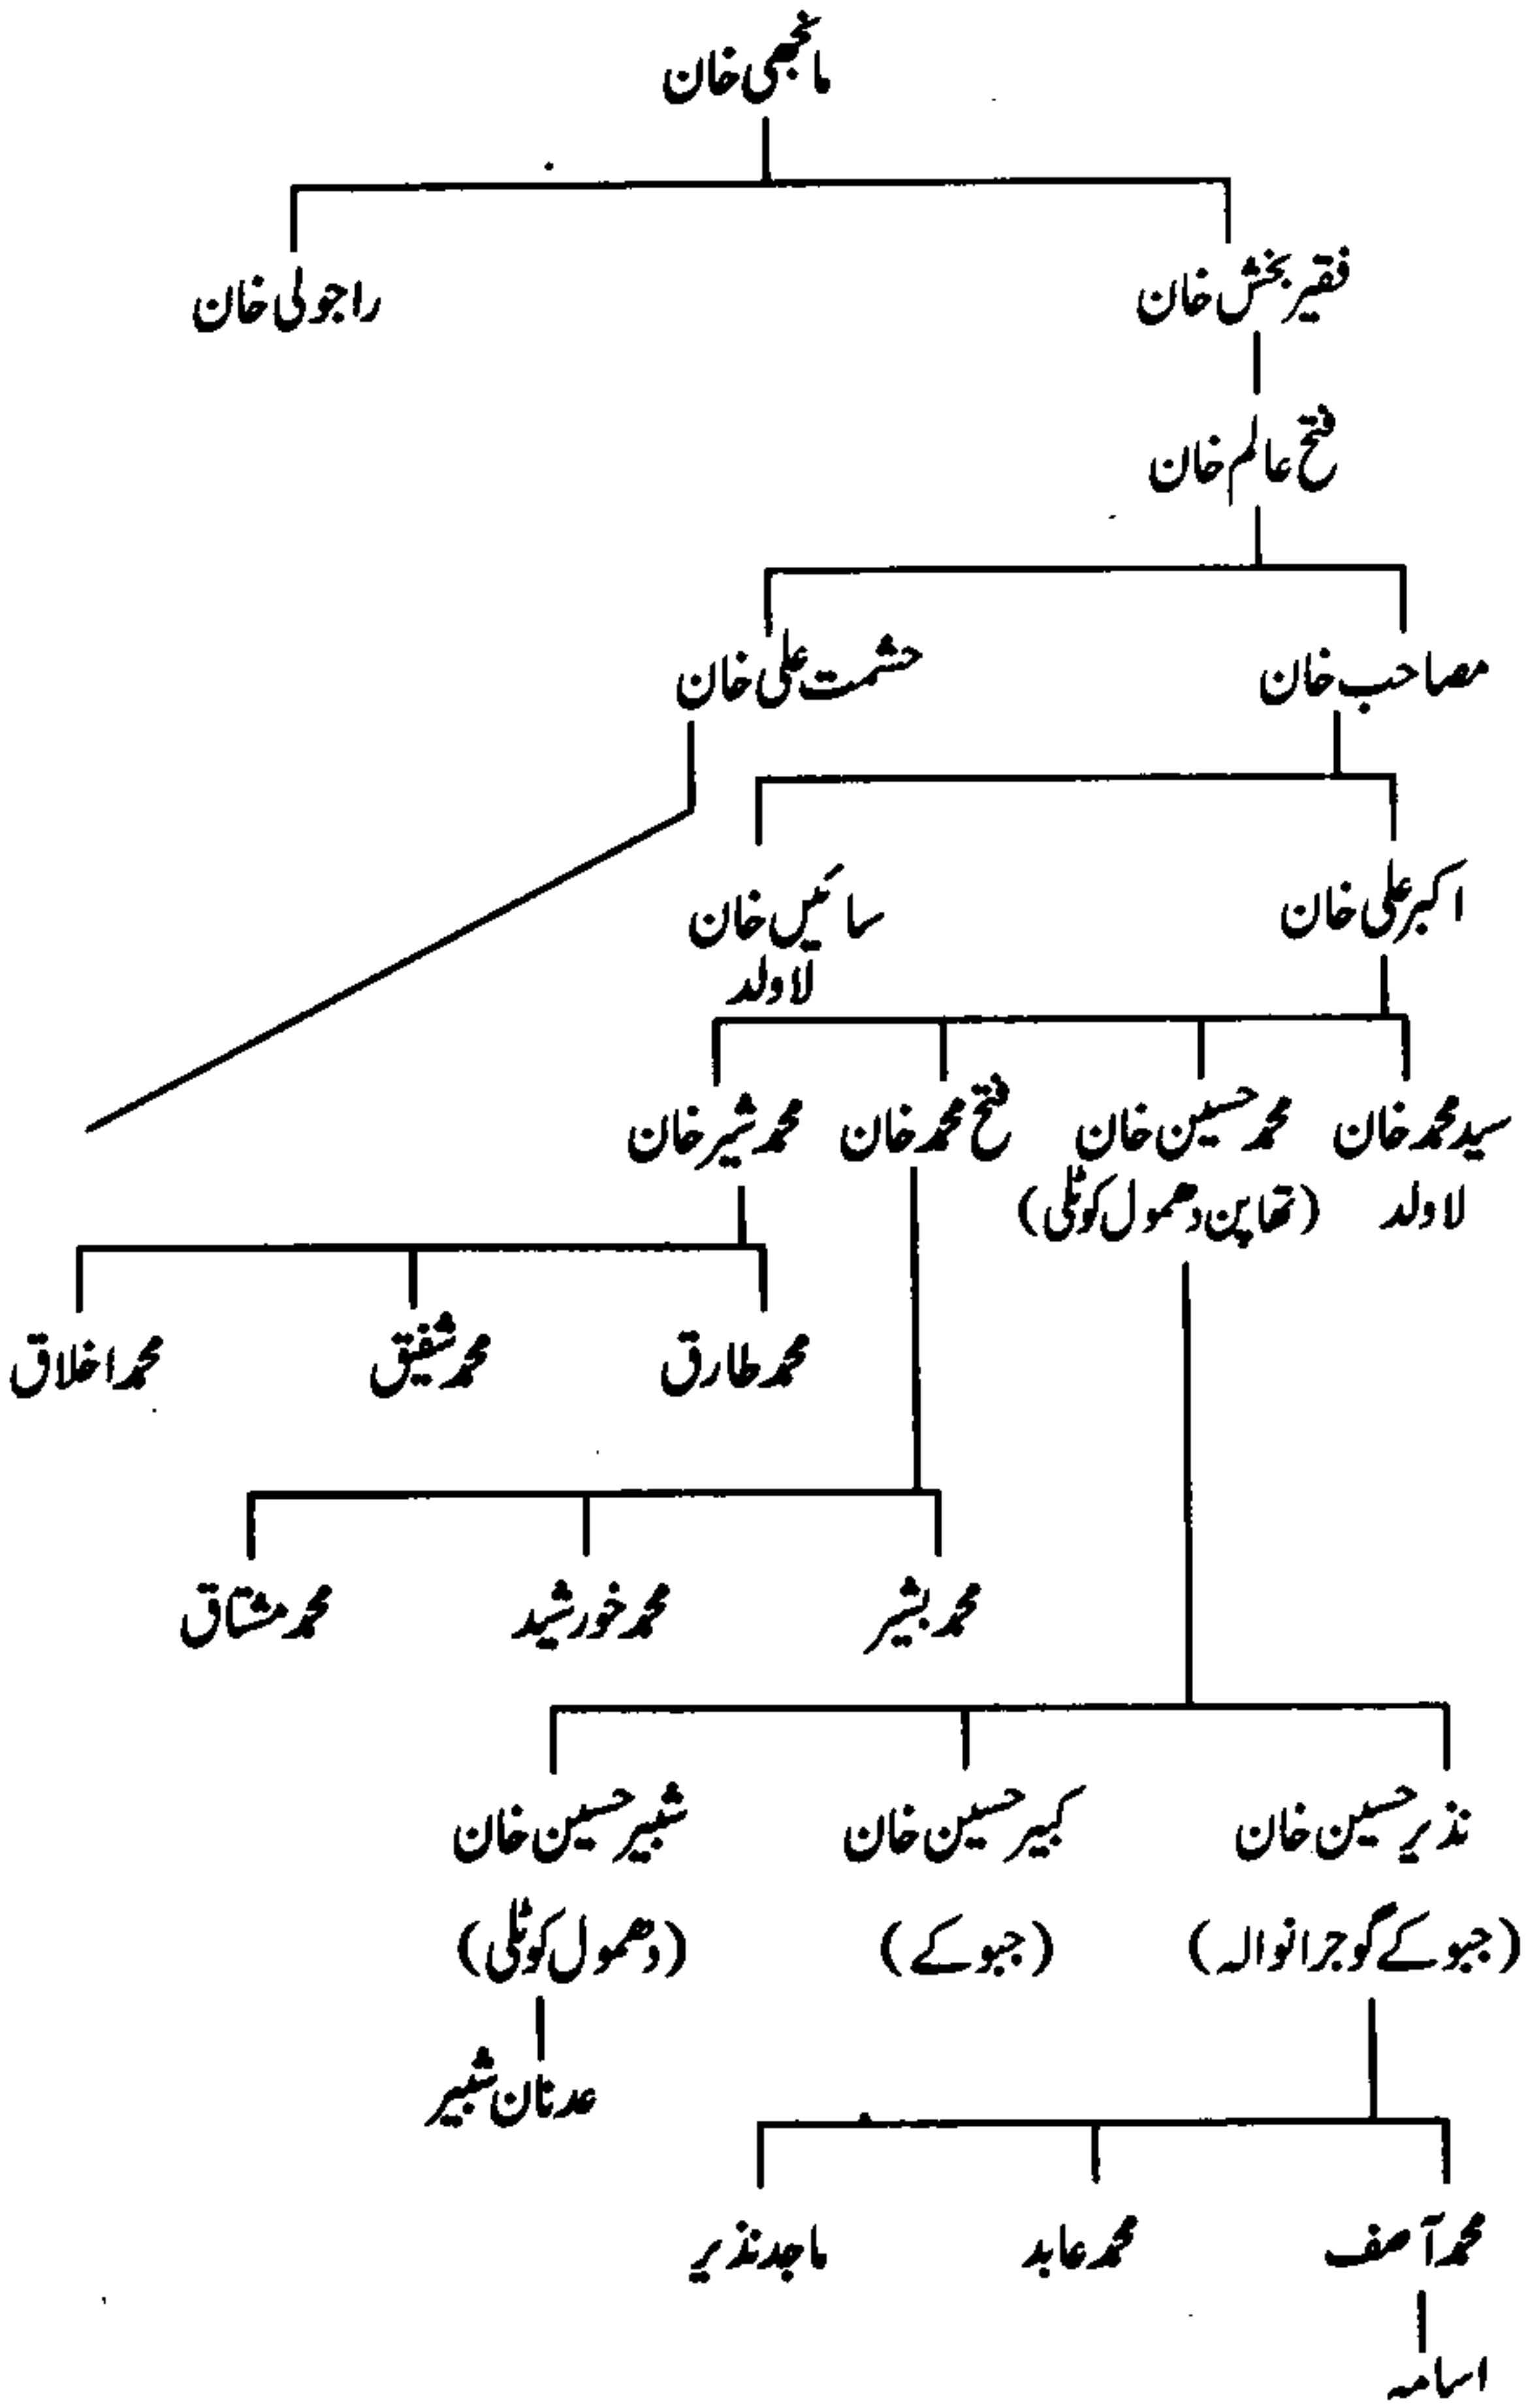 مانجھی خان
فقیر بخش خان
راجولی خان
فتح عالم خان
مصاحب خان
حشمت علی خان
اکبر علی خان
سائیں خان
لاولد
سید محمد خان
محمد حسین خان
فتح محمد خان
محمد شیر خان
لاولد
(تھاپن دھمول کوٹلی)
محمد طارق
محمد شفیق
محمد اخلاق
محمد بشیر
محمد خورشید
محمد مشتاق
نذیر حسین خان
کبیر حسین خان
شبیر حسین خان
(جبوکے گوجرانوالہ)
(جبوکے)
(دھمول کوٹلی)
عدنان شبیر
محمد آصف
محمد عابد
ماجد نذیر
اسامہ